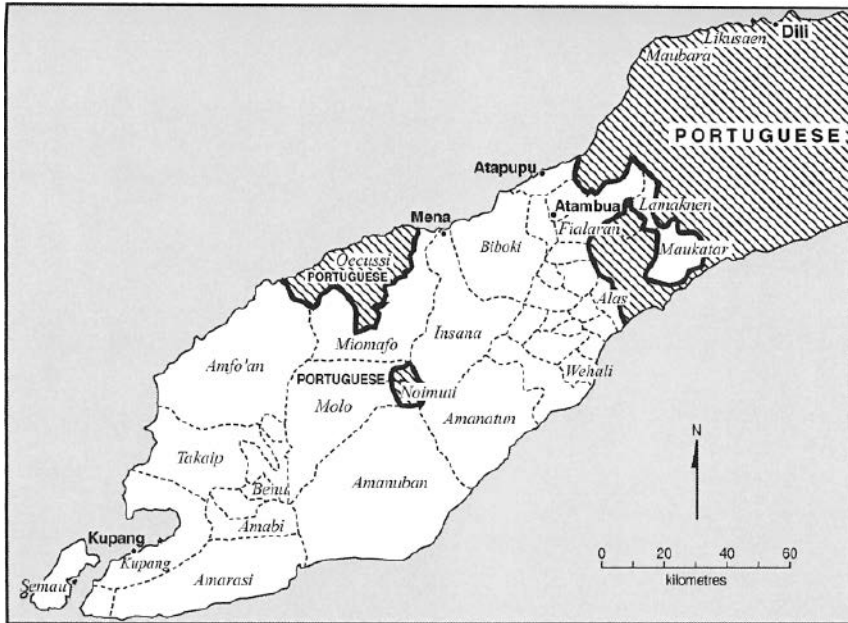 Dili
Likusaen
Maubara
PORTUGUESE
Atapupu
Lamaknen
Atambua
Mena
Fialaran
Maukatar
Biboki
Oecussi
PORTUGUESE
Alas
Insana
Miomafo
Amfo'an
Wehali
PORTUGUESE
Noimuti
Molo
Amanatun
N
Takaip
Beiu
Amanuban
Amabi
Kupang
Kupang
0 20 40 60
kilometres
Amarasi
Semau